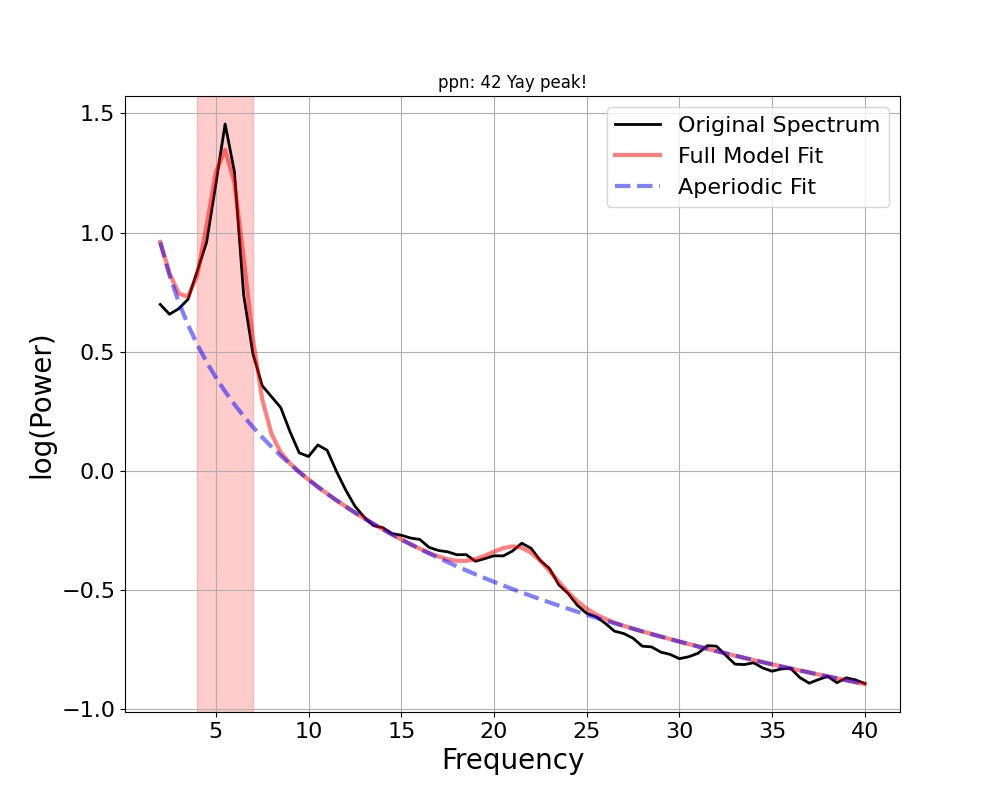 ppn: 42 Yay peak!
Original Spectrum
Full Model Fit
Aperiodic Fit
log(Power)
1.5
1.0
0.5
0.0
−0.5
−1.0
5 10 15 20 25 30 35 40
Frequency